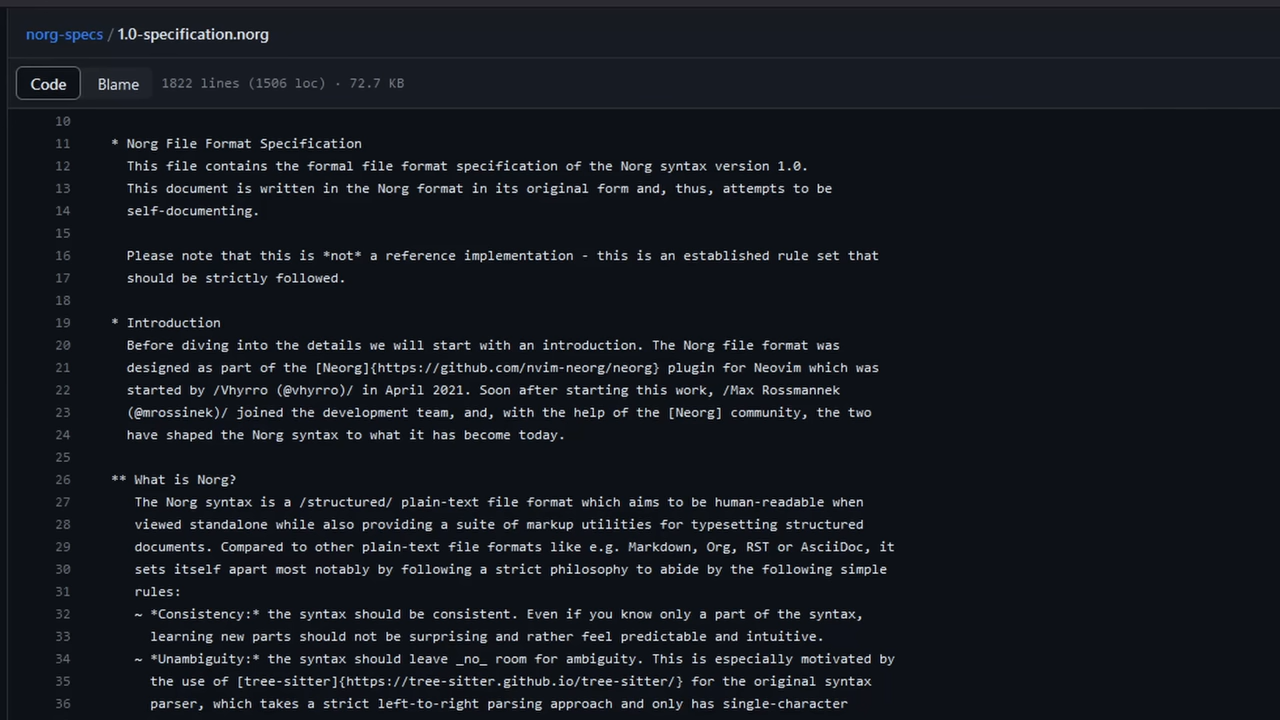 norg-specs / 1.0-specification.norg
Code Blame 1822 lines (1506 loc) · 72.7 KB
10
11 * Norg File Format Specification
12 This file contains the formal file format specification of the Norg syntax version 1.0.
13 This document is written in the Norg format in its original form and, thus, attempts to be
14 self-documenting.
15
16 Please note that this is *not* a reference implementation - this is an established rule set that
17 should be strictly followed.
18
19 * Introduction
20 Before diving into the details we will start with an introduction. The Norg file format was
21 designed as part of the [Neorg]{https://github.com/nvim-neorg/neorg} plugin for Neovim which was
22 started by /Vhyrro (@vhyrro)/ in April 2021. Soon after starting this work, /Max Rossmannek
23 (@mrossinek)/ joined the development team, and, with the help of the [Neorg] community, the two
24 have shaped the Norg syntax to what it has become today.
25
26 ** What is Norg?
27 The Norg syntax is a /structured/ plain-text file format which aims to be human-readable when
28 viewed standalone while also providing a suite of markup utilities for typesetting structured
29 documents. Compared to other plain-text file formats like e.g. Markdown, Org, RST or AsciiDoc, it
30 sets itself apart most notably by following a strict philosophy to abide by the following simple
31 rules:
32 ~ *Consistency:* the syntax should be consistent. Even if you know only a part of the syntax,
33 learning new parts should not be surprising and rather feel predictable and intuitive.
34 ~ *Unambiguity:* the syntax should leave _no_ room for ambiguity. This is especially motivated by
35 the use of [tree-sitter]{https://tree-sitter.github.io/tree-sitter/} for the original syntax
36 parser, which takes a strict left-to-right parsing approach and only has single-character